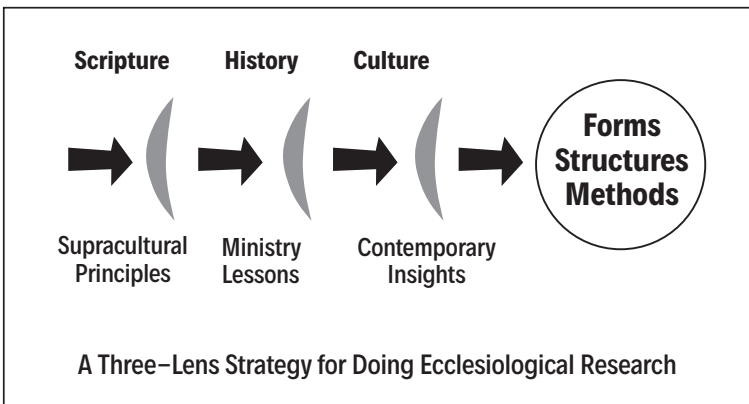 Scripture History Culture
Forms
Structures
Methods
Supracultural
Principles
Ministry
Lessons
Contemporary
Insights
A Three–Lens Strategy for Doing Ecclesiological Research